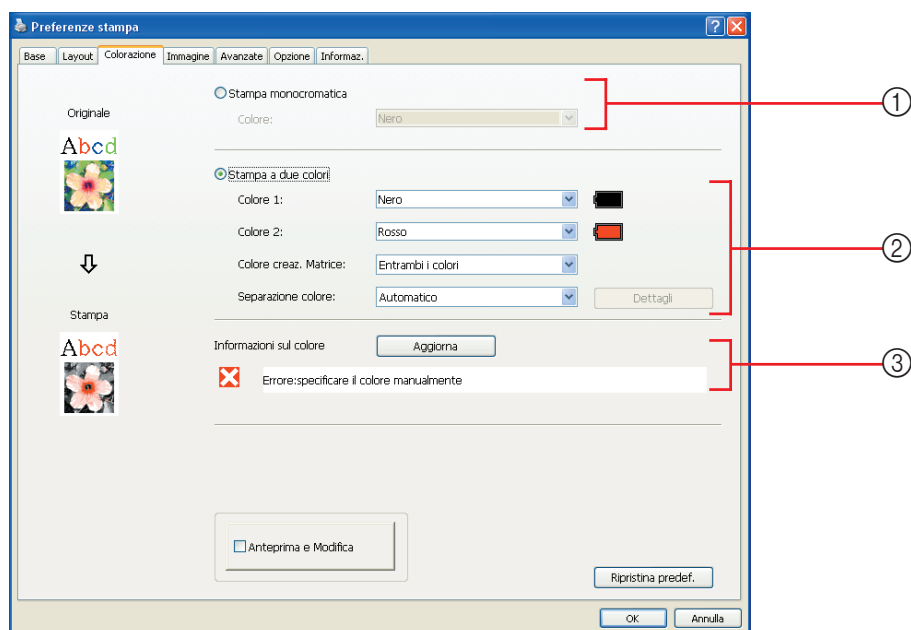 Preferenze stampa
Base Layout Colorazione Immagine Avanzate Opzione Informaz.
Originale
Abcd
Stampa
Abcd
Stampa monocromatica
Colore: Nero
①
Stampa a due colori
Colore 1: Nero
Colore 2: Rosso
Colore creaz. Matrice: Entrambi i colori
Separazione colore: Automatico Dettagli
②
Informazioni sul colore Aggiorna
Errore:specificare il colore manualmente
③
Anteprima e Modifica
Ripristina predef.
OK Annulla